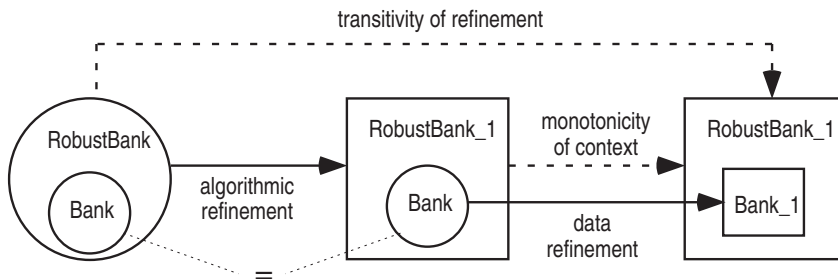 transitivity of refinement
RobustBank
Bank
algorithmic
refinement
RobustBank_1
Bank
monotonicity
of context
data
refinement
RobustBank_1
Bank_1
=